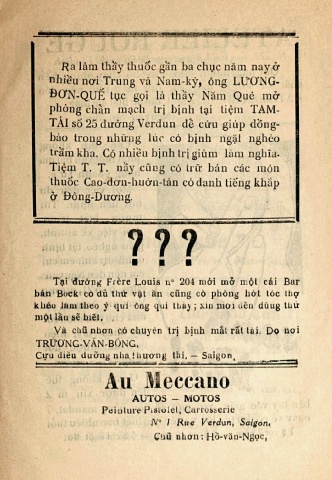 Ra làm thầy thuốc gần ba chục năm nay ở
nhiều nơi Trung và Nam-kỳ, ông LƯƠNG-
ĐƠN-QUẾ tục gọi là thầy Năm Quế mở
phòng chẩn mạch trị bịnh tại tiệm TAM-
TÀI số 25 đường Verdun để cứu giúp đồng-
bào trong những lúc có bịnh ngặt nghèo
trầm kha. Có nhiều bịnh trị giùm làm nghĩa-
Tiệm T. T. nầy cũng có trữ bán các món
thuốc Cao-đơn-huờn-tán có danh tiếng khắp
ở Đông-Dương.
? ? ?
Tại đường Frère Louis n° 204 mới mở một cái Bar
bán Bock có đủ thứ vật ăn cũng có phòng hớt tóc thợ
khéo làm theo ý quí ông quí thầy; xin mời đến dùng thử
một lần sẽ biết,
Và chủ nhơn có chuyên trị bịnh mắt rất tài. Do nơi
TRƯƠNG-VĂN-BÔNG,
Cựu điều dưỡng nhà thương thí, — Saigon,
Au Meccano
AUTOS — MOTOS
Peinture Pistolet, Carrosserie
N° 1 Rue Verdun, Saigon,
Chủ nhơn: Hồ-văn-Ngọc,